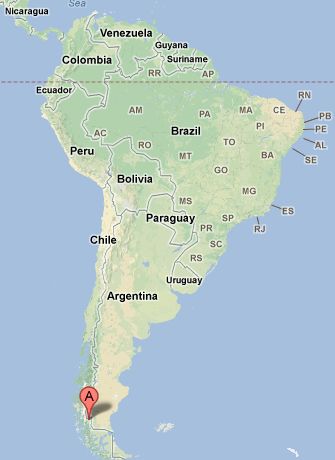 Nicaragua
Venezuela
Guyana
Colombia
Suriname
RR
AP
Ecuador
RN
AM
PA
MA
CE
PB
PI
PE
AC
RO
Brazil
TO
AL
Peru
MT
BA
SE
GO
Bolivia
MG
MS
ES
Paraguay
SP
RJ
PR
Chile
SC
RS
Uruguay
Argentina
A